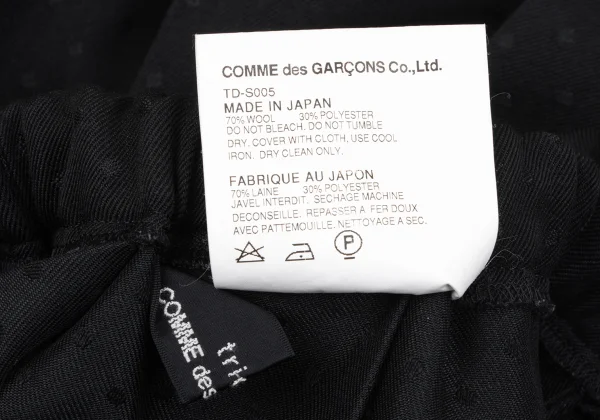 COMME des GARÇONS Co.,Ltd.
TD-S005
MADE IN JAPAN
70% WOOL 30% POLYESTER
DO NOT BLEACH. DO NOT TUMBLE
DRY. COVER WITH CLOTH, USE COOL
IRON. DRY CLEAN ONLY.
FABRIQUE AU JAPON
70% LAINE 30% POLYESTER
JAVEL INTERDIT. SECHAGE MACHINE
DECONSEILLE. REPASSER A FER DOUX
AVEC PATTEMOUILLE. NETTOYAGE A SEC.
P
COMME des